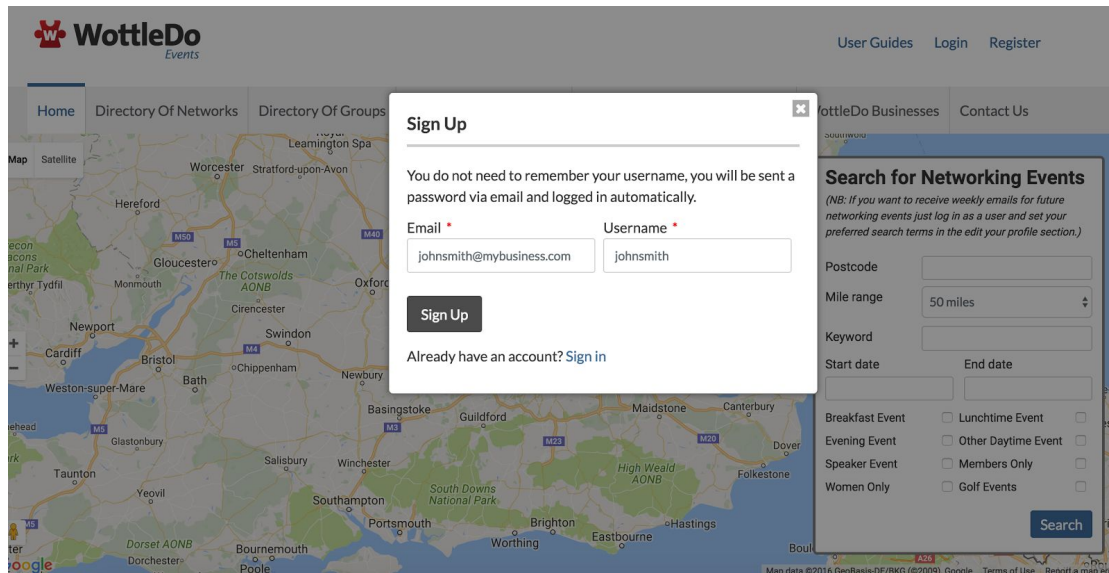 WottleDo
Events
User Guides Login Register
Home Directory Of Networks Directory Of Groups
WottleDo Businesses Contact Us
Sign Up
You do not need to remember your username, you will be sent a
password via email and logged in automatically.
Email * Username *
johnsmith@mybusiness.com johnsmith
Sign Up
Already have an account? Sign in
Search for Networking Events
(NB: If you want to receive weekly emails for future
networking events just log in as a user and set your
preferred search terms in the edit your profile section.)
Postcode
Mile range 50 miles
Keyword
Start date End date
Breakfast Event Lunchtime Event
Evening Event Other Daytime Event
Speaker Event Members Only
Women Only Golf Events
Search
Map Satellite
Royal
Leamington Spa
Worcester Stratford-upon-Avon
Hereford
M50 M5 M40
Cheltenham
Gloucester
The Cotswolds
AONB
Monmouth
Oxford
Cirencester
Newport Swindon
Cardiff M4
Bristol Chippenham Newbury
Bath
Weston-super-Mare
Basingstoke Guildford Maidstone Canterbury
M3 M5 M23 M20
Glastonbury Dover
Salisbury Winchester High Weald
AONB
Folkestone
Taunton
Yeovil South Downs
National Park
Southampton
Portsmouth Brighton Hastings
M5 Worthing Eastbourne
Dorset AONB Bournemouth
Dorchester Poole
A26
Google
Map data ©2016 GeoBasis-DE/BKG (©2009), Google Terms of Use